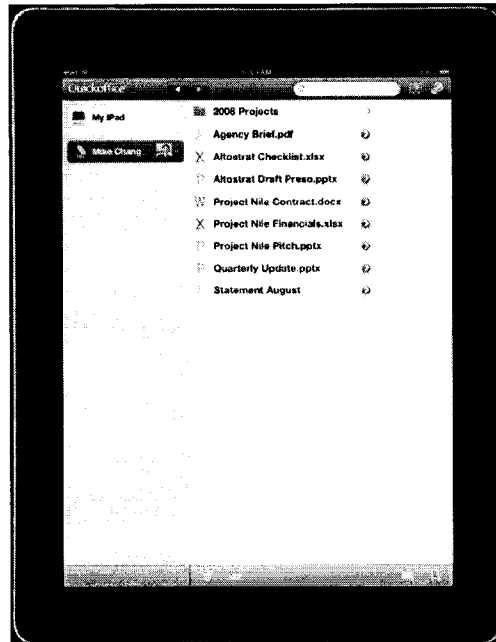 Quickoffice
My iPad
Mike Chang
2008 Projects
Agency Brief.pdf
Altostrat Checklist.xlsx
Altostrat Draft Preso.pptx
Project Nile Contract.docx
Project Nile Financials.xlsx
Project Nile Pitch.pptx
Quarterly Update.pptx
Statement August